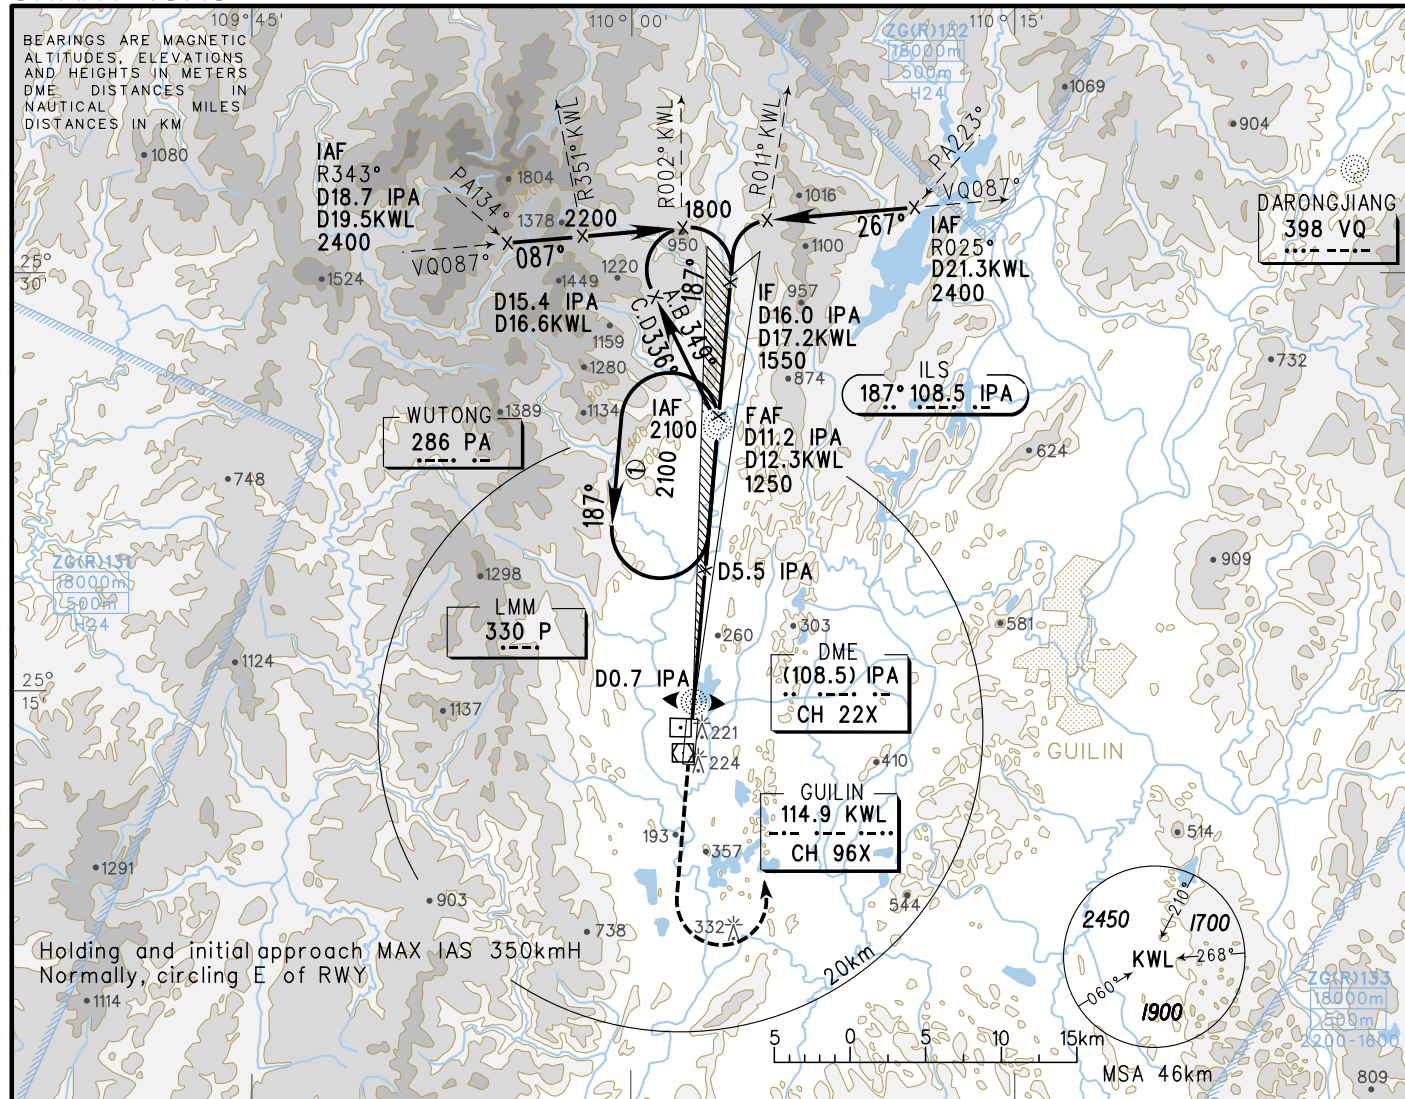 109°45'
110°00'
110°15'
BEARINGS ARE MAGNETIC
ALTITUDES, ELEVATIONS
AND HEIGHTS IN METERS
DME DISTANCES IN
NAUTICAL MILES
DISTANCES IN KM
ZG(R)132
18000m
500m
H24
1069
904
1080
IAF
R343°
D18.7 IPA
D19.5KWL
2400
PA134°
1804
1378
R351° KWL
R002° KWL
R011° KWL
PA223°
VQ087°
1016
DARONGJIANG
398 VQ
2200
1800
087°
VQ087°
950
267°
1100
IAF
R025°
D21.3KWL
2400
25°
30'
1524
1449
1220
187°
D15.4 IPA
D16.6KWL
A.B 349°
C.D336°
957
IF
D16.0 IPA
D17.2KWL
1550
1159
1280
874
732
ILS
187° 108.5 IPA
WUTONG
286 PA
1389
1134
IAF
2100
FAF
D11.2 IPA
D12.3KWL
1250
624
748
①
2100
187°
ZG(R)131
18000m
500m
H24
1298
D5.5 IPA
909
LMM
330 P
260
303
581
1124
DME
(108.5) IPA
CH 22X
25°
15'
D0.7 IPA
1137
221
224
410
GUILIN
GUILIN
114.9 KWL
CH 96X
193
357
514
1291
903
544
332
738
Holding and initial approach MAX IAS 350kmH
Normally, circling E of RWY
1114
20km
2450
1700
210°
KWL
268°
060°
1900
MSA 46km
5 0 5 10 15km
ZG(R)133
18000m
500m
2200-1600
809